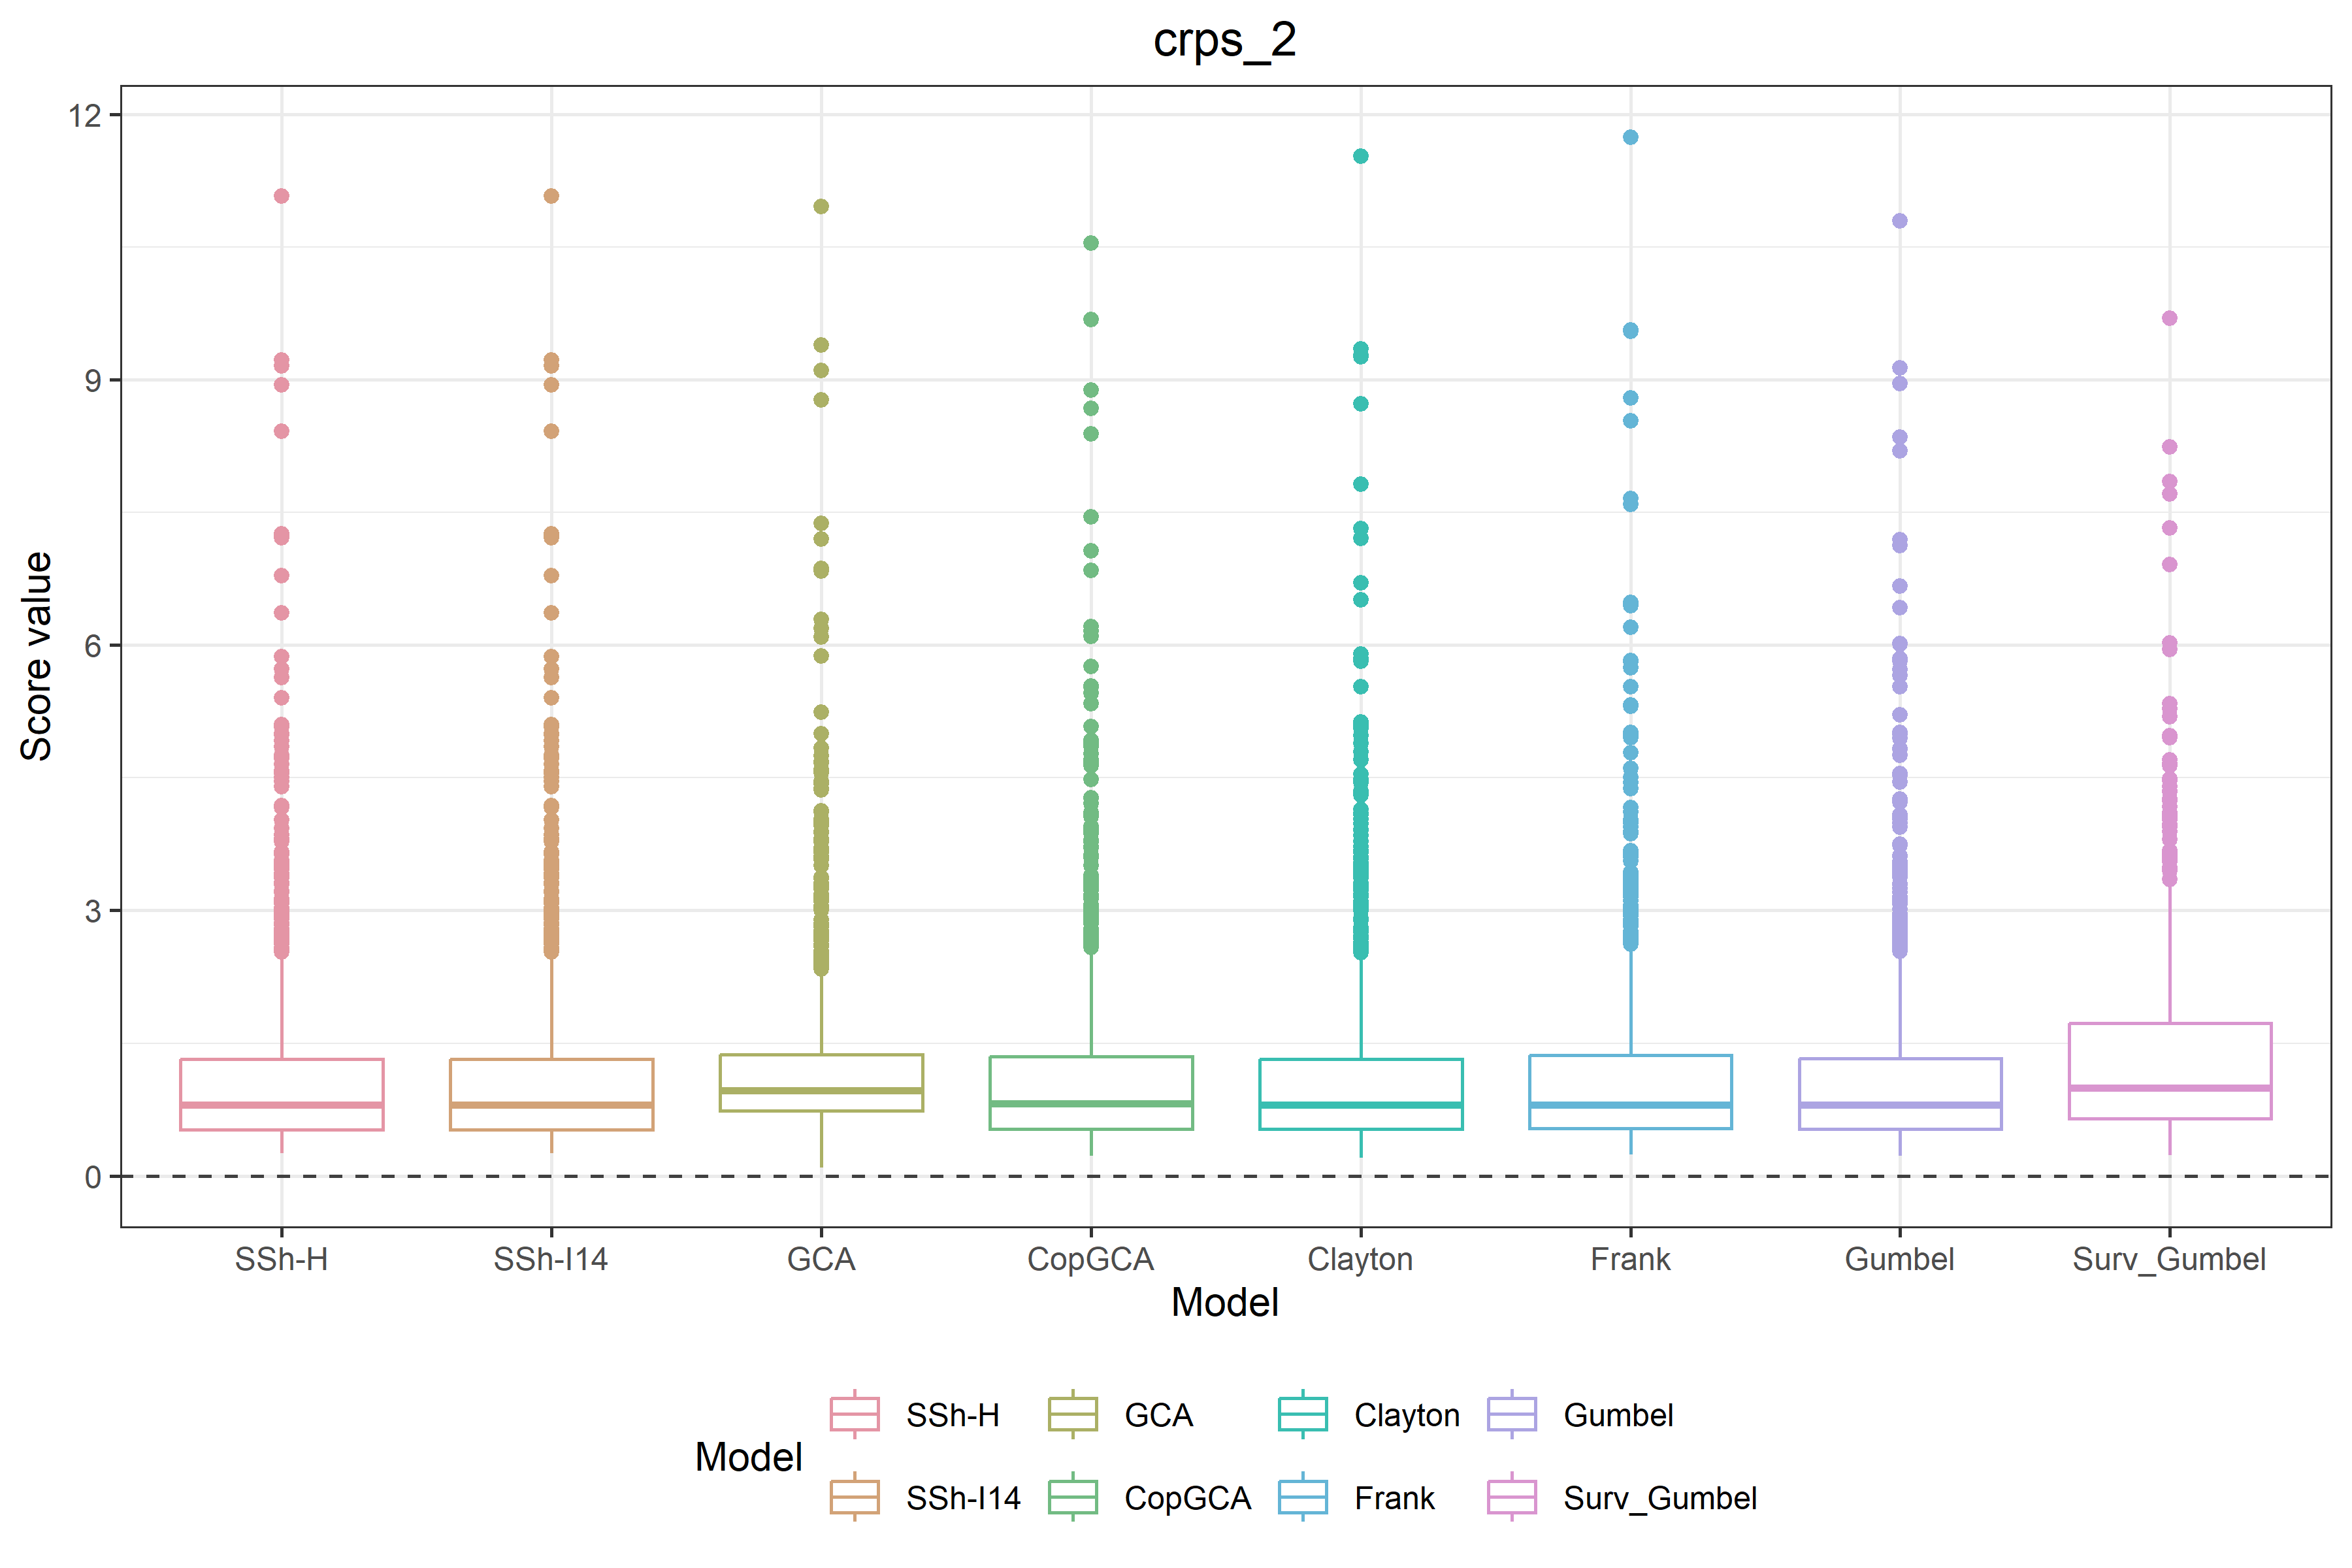 crps_2
12
9
6
3
0
Score value
SSh-H SSh-I14 GCA CopGCA Clayton Frank Gumbel Surv_Gumbel
Model
Model
SSh-H GCA Clayton Gumbel
SSh-I14 CopGCA Frank Surv_Gumbel